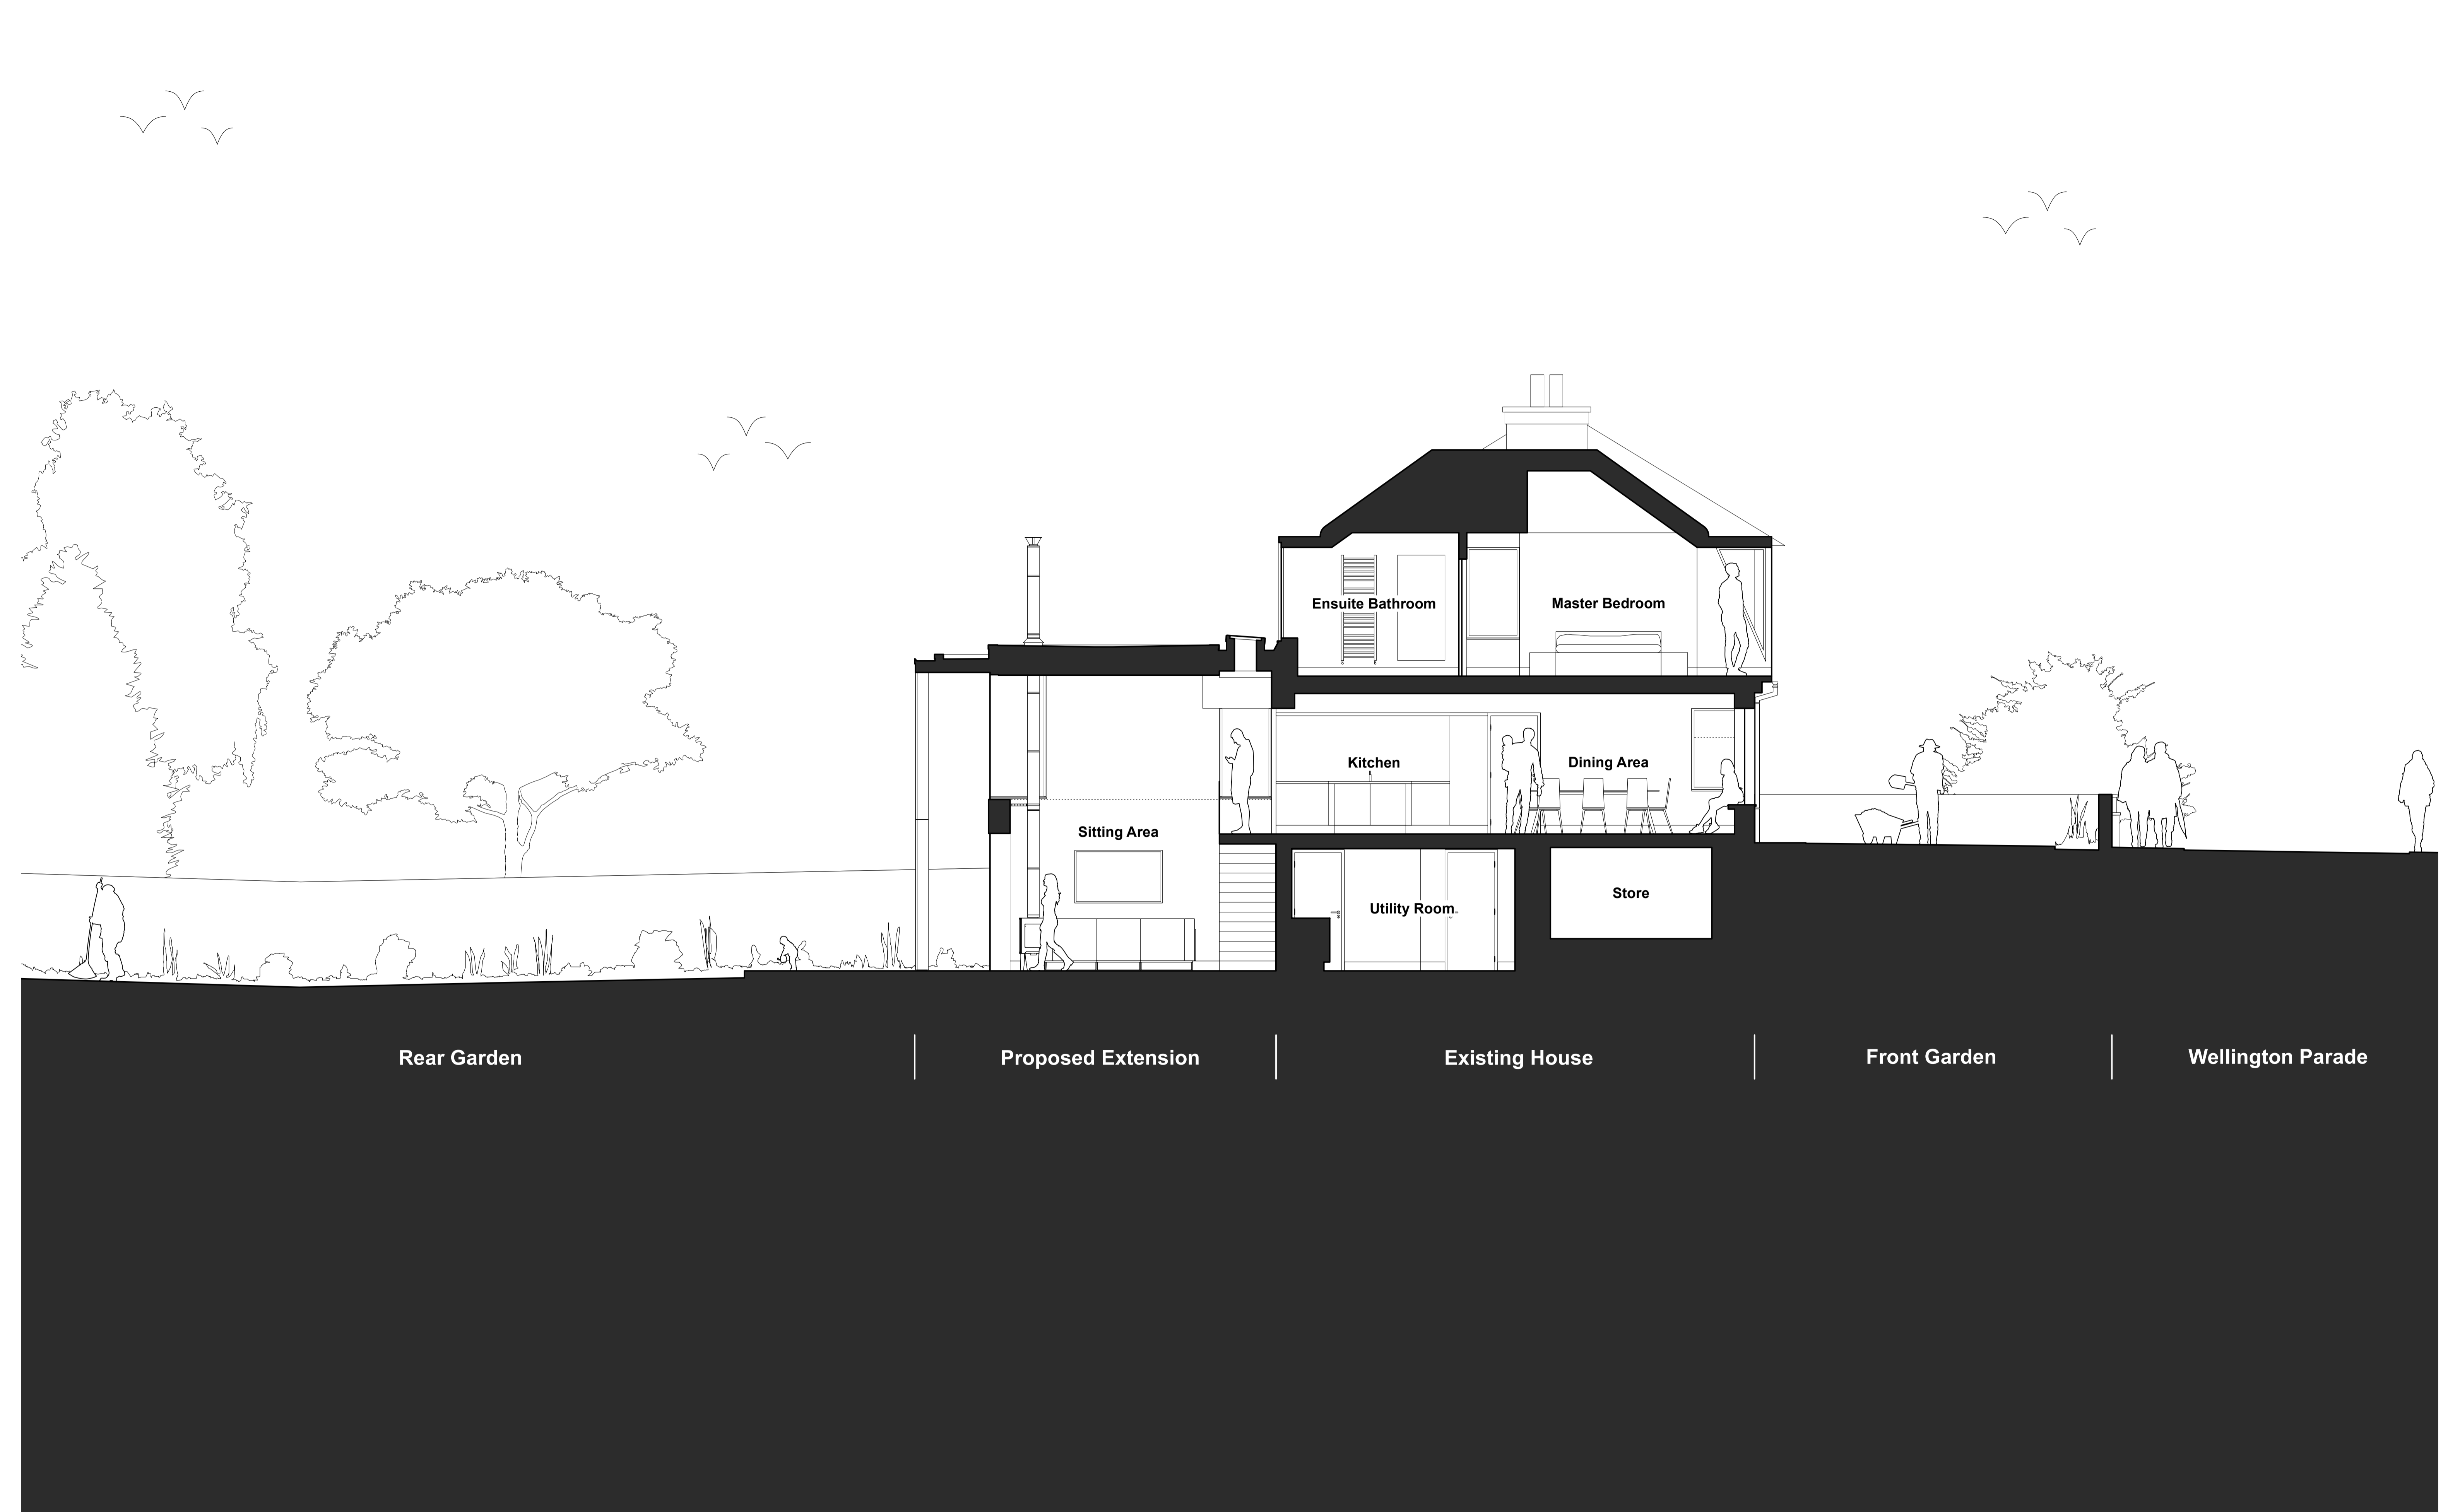 Ensuite Bathroom
Master Bedroom
Kitchen
Dining Area
Sitting Area
Utility Room
Store
Rear Garden
Proposed Extension
Existing House
Front Garden
Wellington Parade